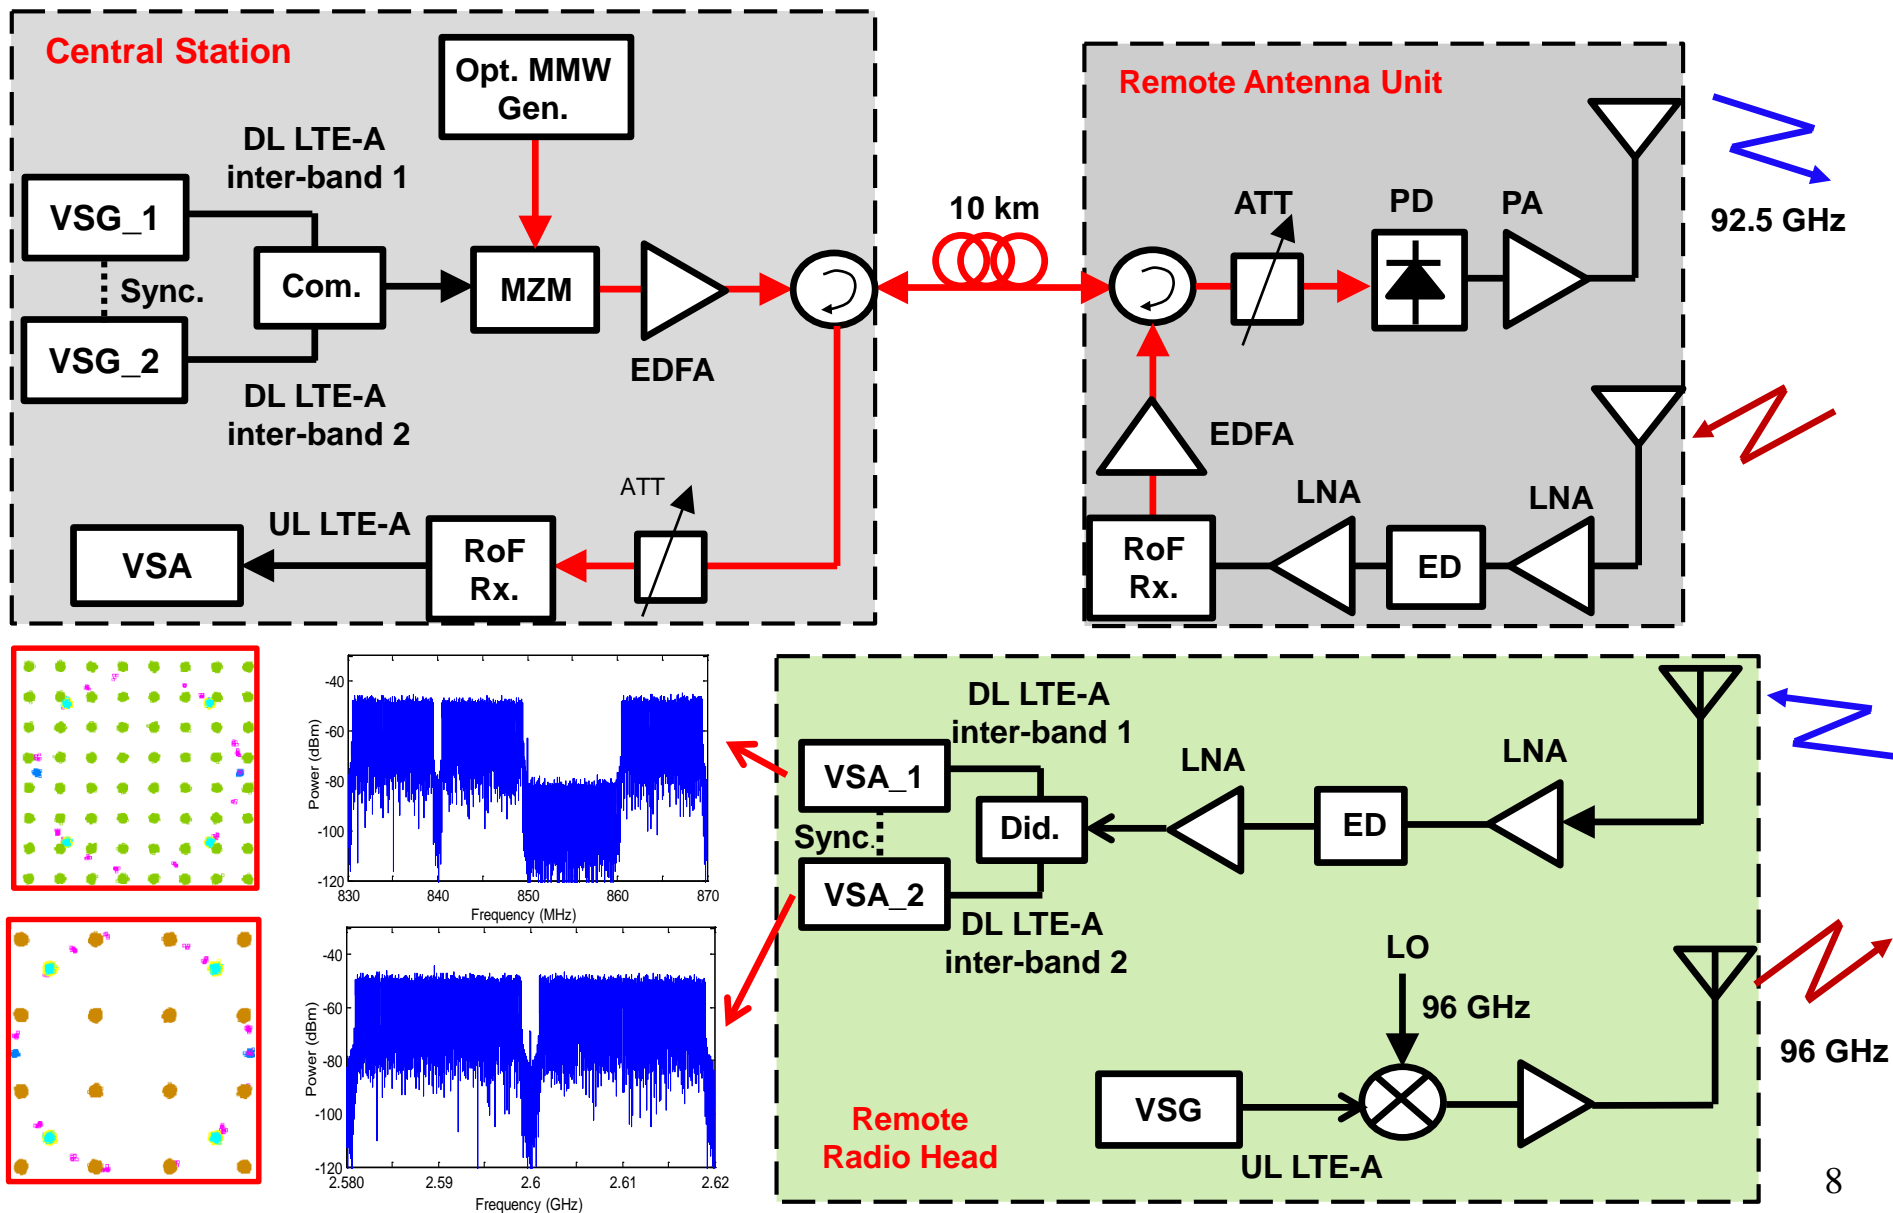 Central Station
Opt. MMW
Gen.
DL LTE-A
inter-band 1
VSG_1
Sync.
VSG_2
Com.
MZM
EDFA
DL LTE-A
inter-band 2
ATT
UL LTE-A
VSA
RoF
Rx.
10 km
Remote Antenna Unit
ATT
PD
PA
92.5 GHz
EDFA
LNA
LNA
RoF
Rx.
ED
-40
-60
-80
-100
-120
Power (dBm)
830
840
850
860
870
Frequency (MHz)
-40
-60
-80
-100
-120
Power (dBm)
2.580
2.59
2.6
2.61
2.62
Frequency (GHz)
DL LTE-A
inter-band 1
VSA_1
Sync.
VSA_2
Did.
LNA
ED
LNA
DL LTE-A
inter-band 2
LO
96 GHz
96 GHz
VSG
UL LTE-A
Remote
Radio Head
8